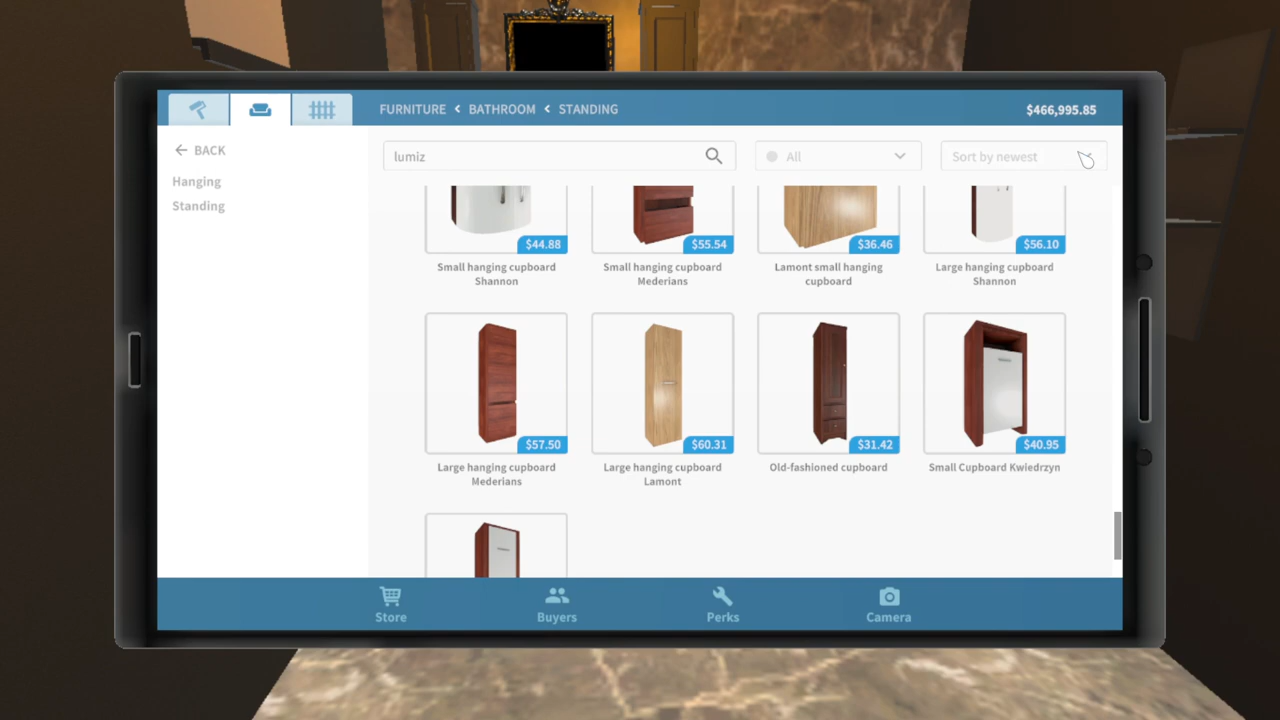 FURNITURE < BATHROOM < STANDING
$466,995.85
BACK
lumiz
All
Sort by newest
Hanging
Standing
$44.88
$55.54
$36.46
$56.10
Small hanging cupboard
Shannon
Small hanging cupboard
Mederians
Lamont small hanging
cupboard
Large hanging cupboard
Shannon
$57.50
$60.31
$31.42
$40.95
Large hanging cupboard
Mederians
Large hanging cupboard
Lamont
Old-fashioned cupboard
Small Cupboard Kwiedrzyn
Store
Buyers
Perks
Camera